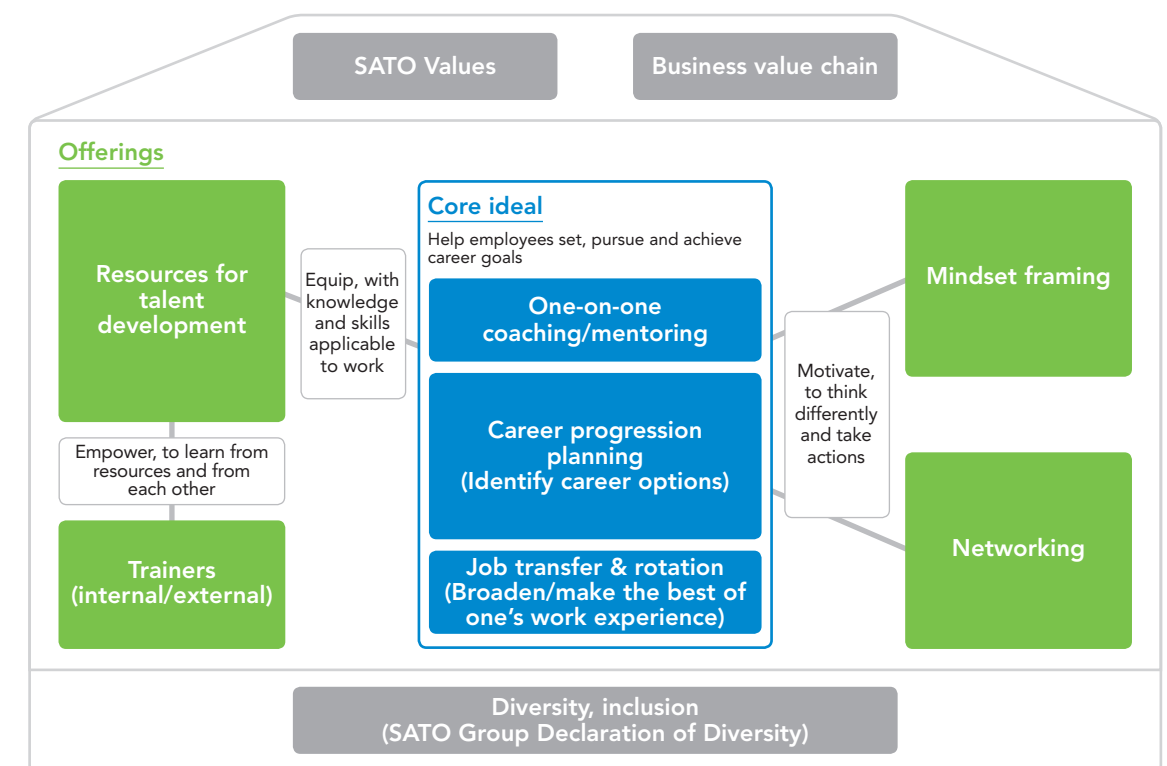 SATO Values
Business value chain
Offerings
Resources for
talent
development
Equip, with
knowledge
and skills
applicable
to work
Empower, to learn from
resources and from
each other
Trainers
(internal/external)
Core ideal
Help employees set, pursue and achieve
career goals
One-on-one
coaching/mentoring
Career progression
planning
(Identify career options)
Job transfer & rotation
(Broaden/make the best of
one’s work experience)
Motivate,
to think
differently
and take
actions
Mindset framing
Networking
Diversity, inclusion
(SATO Group Declaration of Diversity)